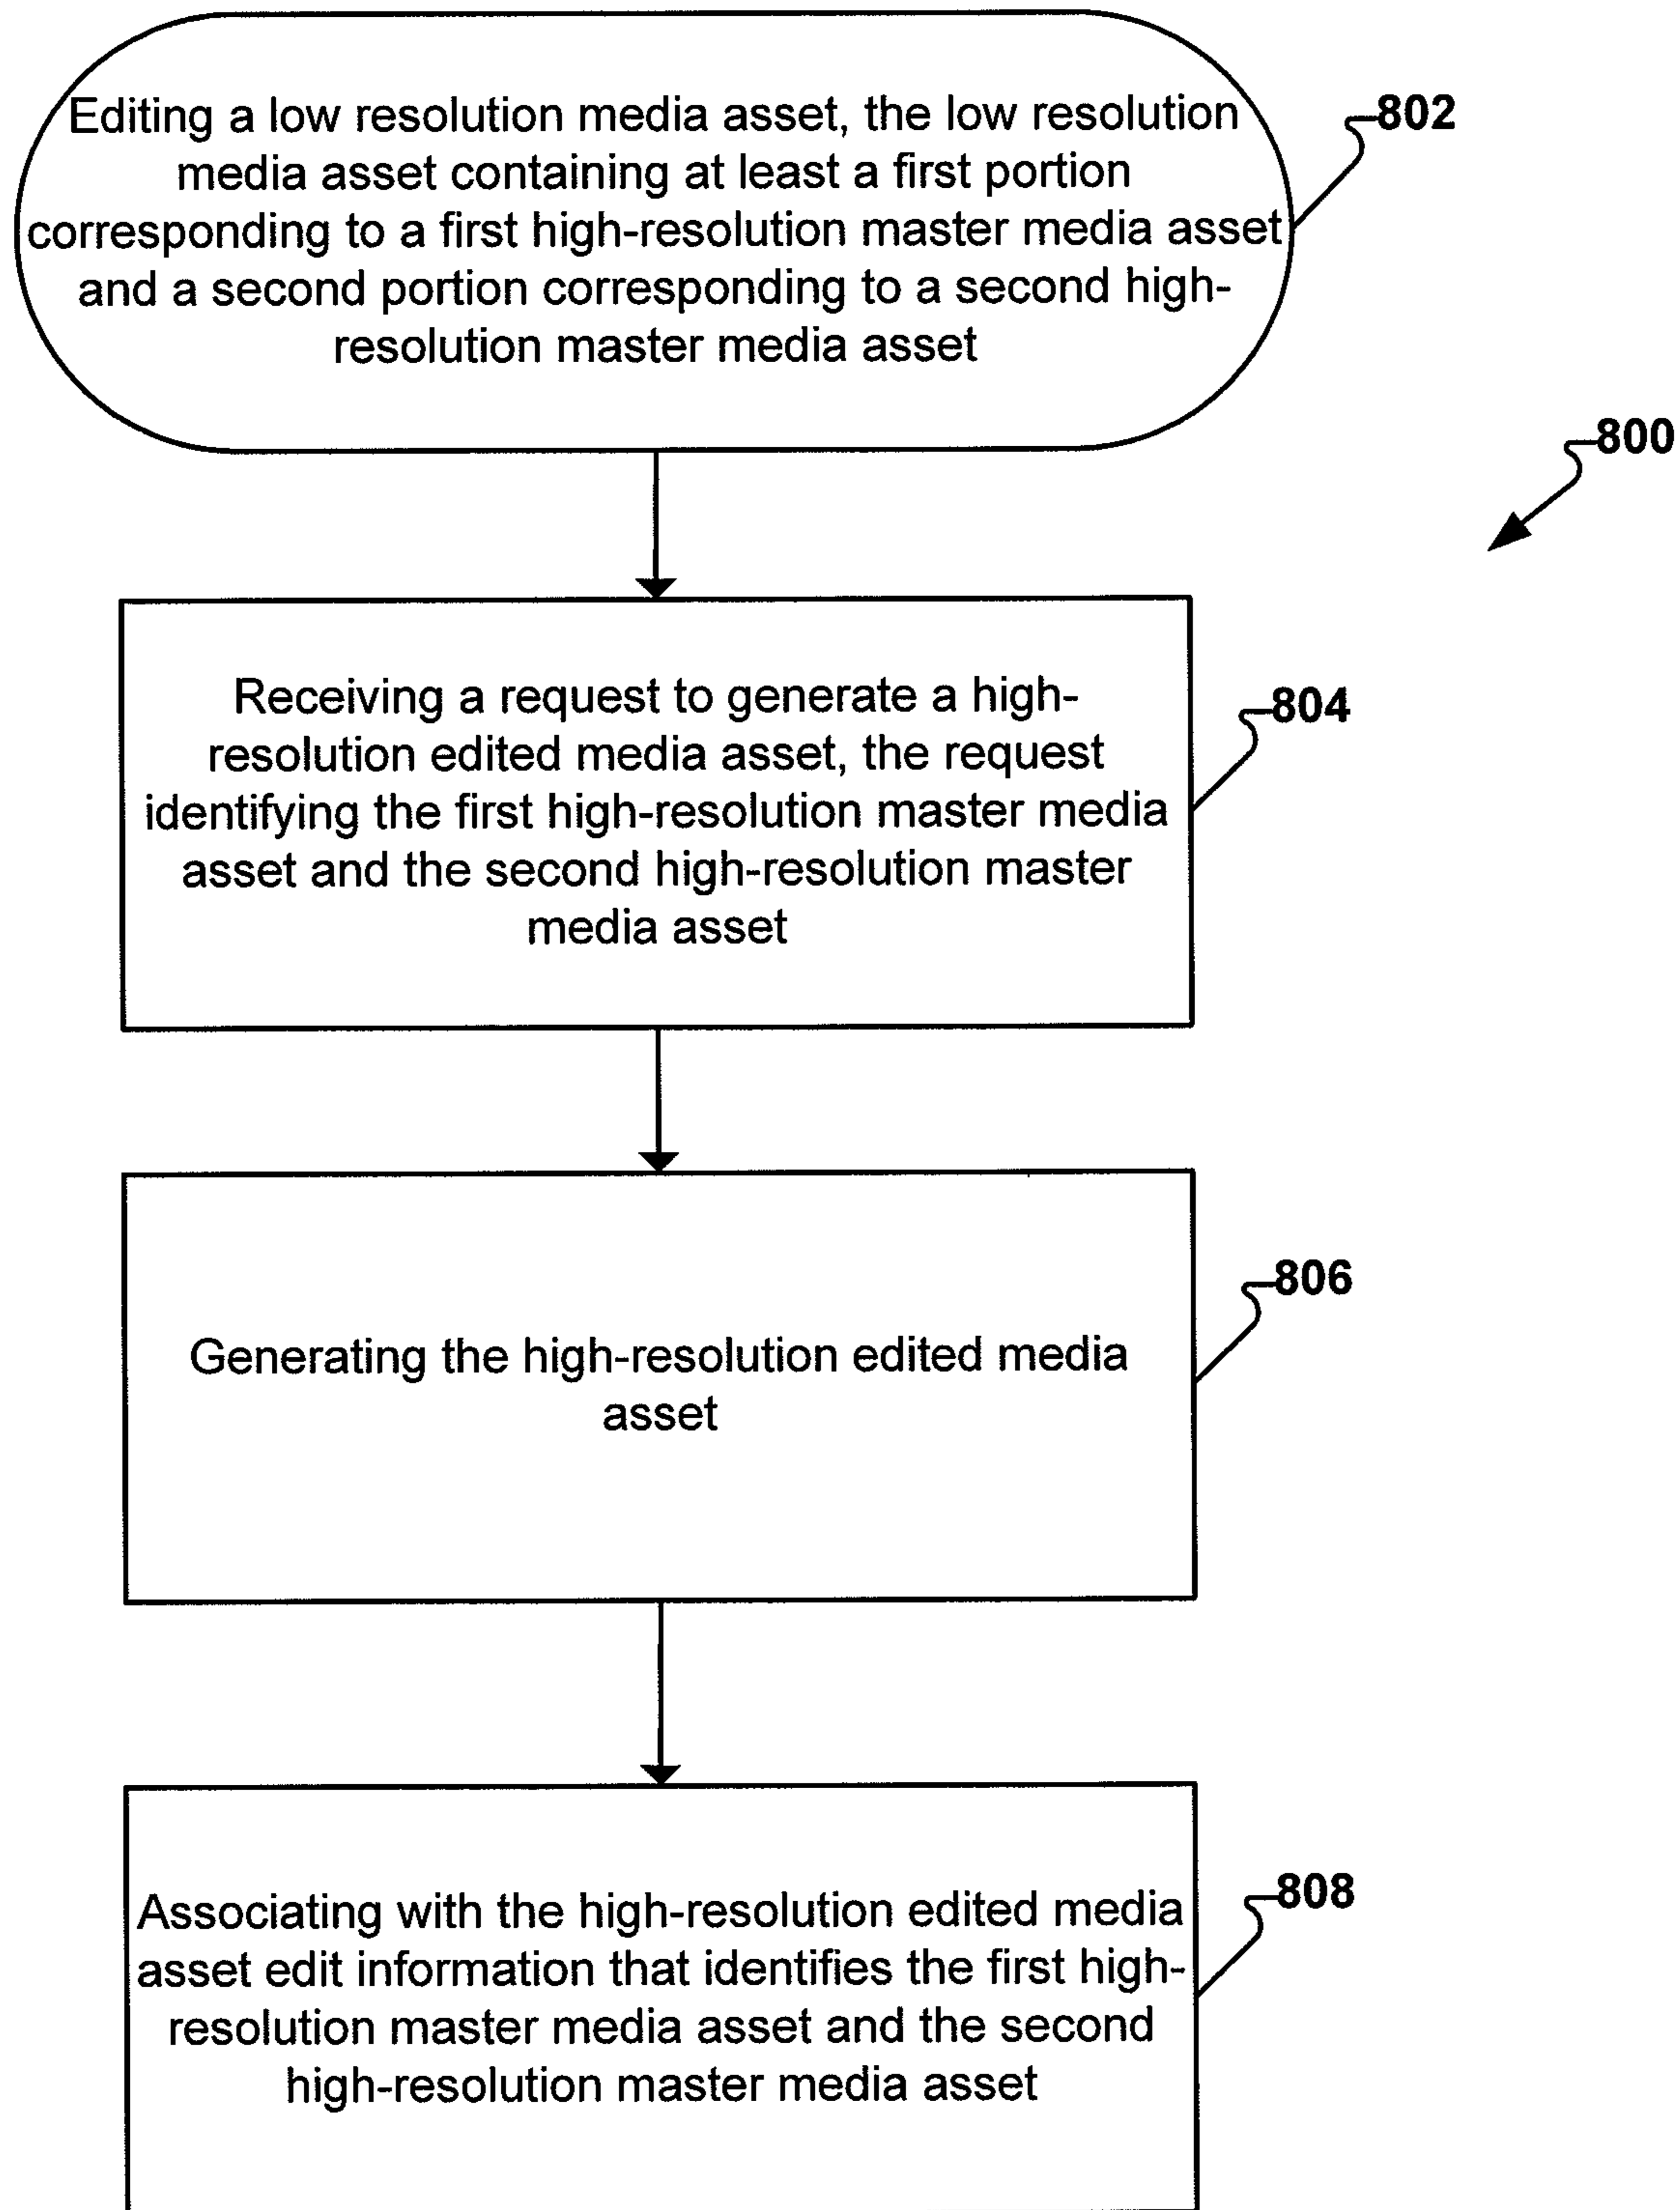 Editing a low resolution media asset, the low resolution
media asset containing at least a first portion
corresponding to a first high-resolution master media asset
and a second portion corresponding to a second high-
resolution master media asset
802
800
Receiving a request to generate a high-
resolution edited media asset, the request
identifying the first high-resolution master media
asset and the second high-resolution master
media asset
804
Generating the high-resolution edited media
asset
806
Associating with the high-resolution edited media
asset edit information that identifies the first high-
resolution master media asset and the second
high-resolution master media asset
808